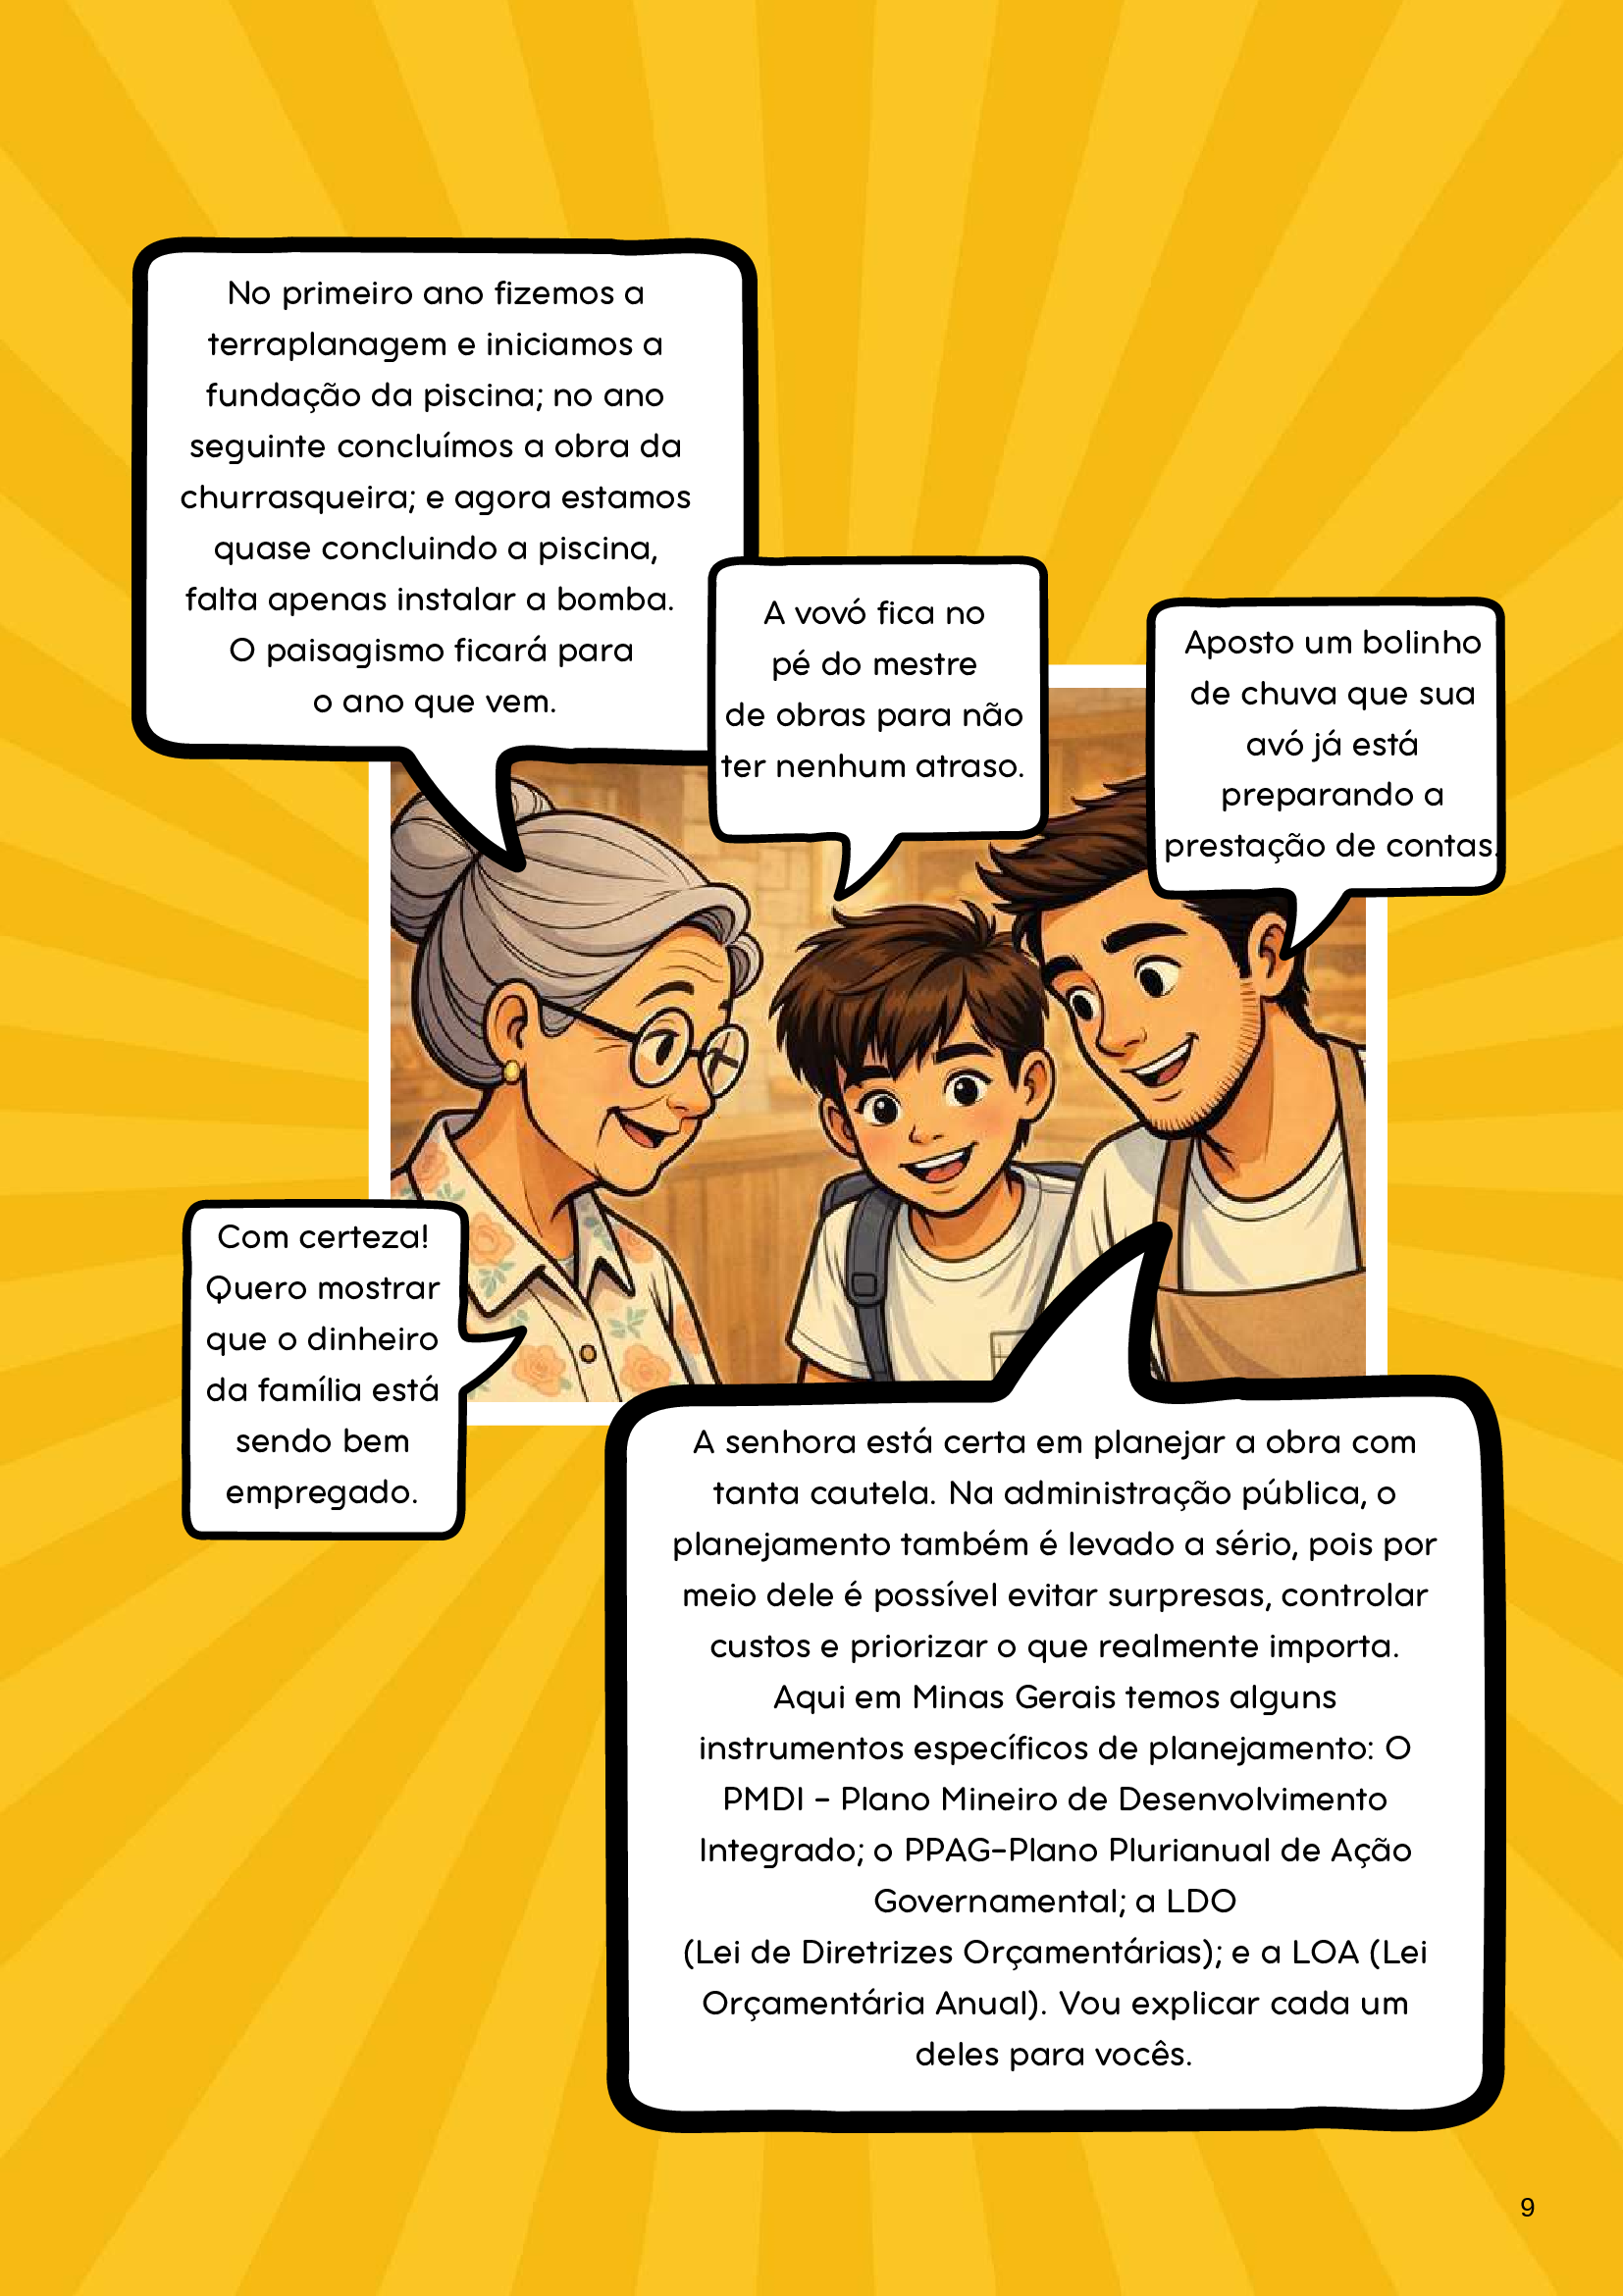 No primeiro ano fizemos a
terraplanagem e iniciamos a
fundação da piscina; no ano
seguinte concluímos a obra da
churrasqueira; e agora estamos
quase concluindo a piscina,
falta apenas instalar a bomba.
O paisagismo ficará para
o ano que vem.
A vovó fica no
pé do mestre
de obras para não
ter nenhum atraso.
Aposto um bolinho
de chuva que sua
avó já está
preparando a
prestação de contas.
Com certeza!
Quero mostrar
que o dinheiro
da família está
sendo bem
empregado.
A senhora está certa em planejar a obra com
tanta cautela. Na administração pública, o
planejamento também é levado a sério, pois por
meio dele é possível evitar surpresas, controlar
custos e priorizar o que realmente importa.
Aqui em Minas Gerais temos alguns
instrumentos específicos de planejamento: O
PMDI - Plano Mineiro de Desenvolvimento
Integrado; o PPAG-Plano Plurianual de Ação
Governamental; a LDO
(Lei de Diretrizes Orçamentárias); e a LOA (Lei
Orçamentária Anual). Vou explicar cada um
deles para vocês.
9